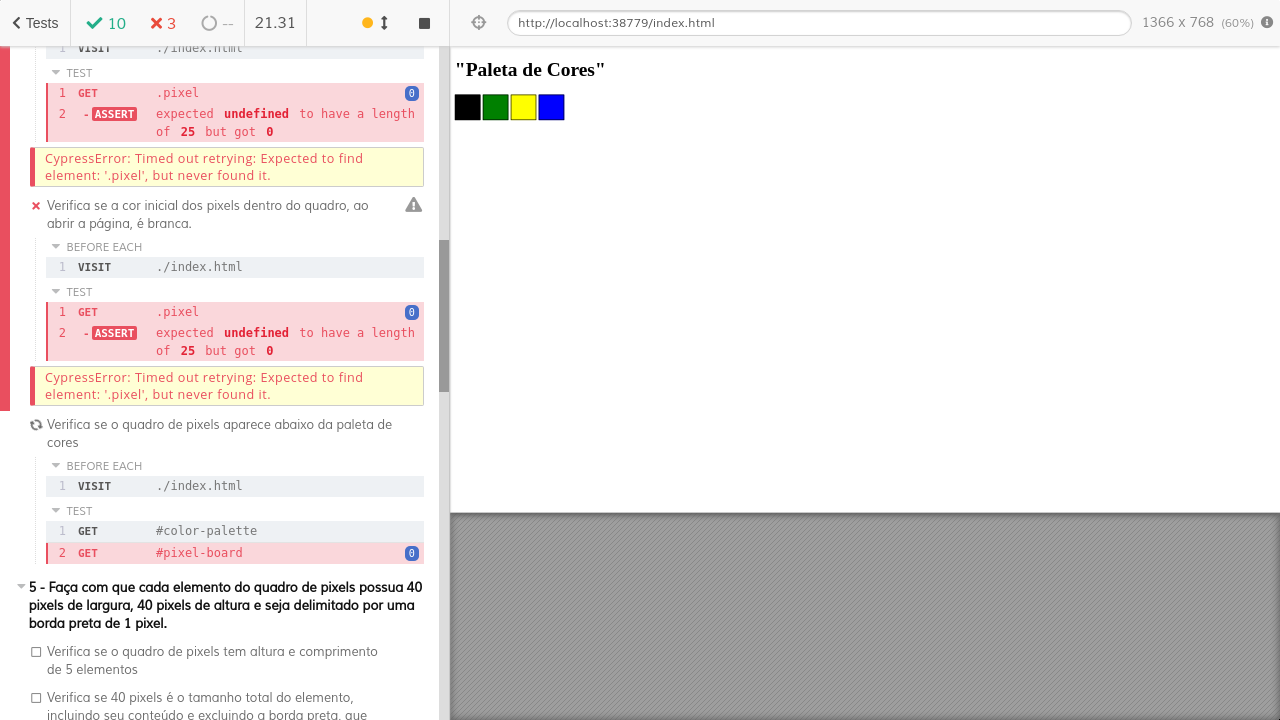 Tests 10 3 -- 21.31
http://localhost:38779/index.html 1366 x 768 (60%)
1 VISIT ./index.html
TEST
1 GET .pixel 0
2 -ASSERT expected undefined to have a length
of 25 but got 0
CypressError: Timed out retrying: Expected to find
element: '.pixel', but never found it.
Verifica se a cor inicial dos pixels dentro do quadro, ao
abrir a página, é branca.
BEFORE EACH
1 VISIT ./index.html
TEST
1 GET .pixel 0
2 -ASSERT expected undefined to have a length
of 25 but got 0
CypressError: Timed out retrying: Expected to find
element: '.pixel', but never found it.
Verifica se o quadro de pixels aparece abaixo da paleta de
cores
BEFORE EACH
1 VISIT ./index.html
TEST
1 GET #color-palette
2 GET #pixel-board 0
5 - Faça com que cada elemento do quadro de pixels possua 40
pixels de largura, 40 pixels de altura e seja delimitado por uma
borda preta de 1 pixel.
Verifica se o quadro de pixels tem altura e comprimento
de 5 elementos
Verifica se 40 pixels é o tamanho total do elemento,
incluindo seu conteúdo e excluindo a borda preta, que
"Paleta de Cores"